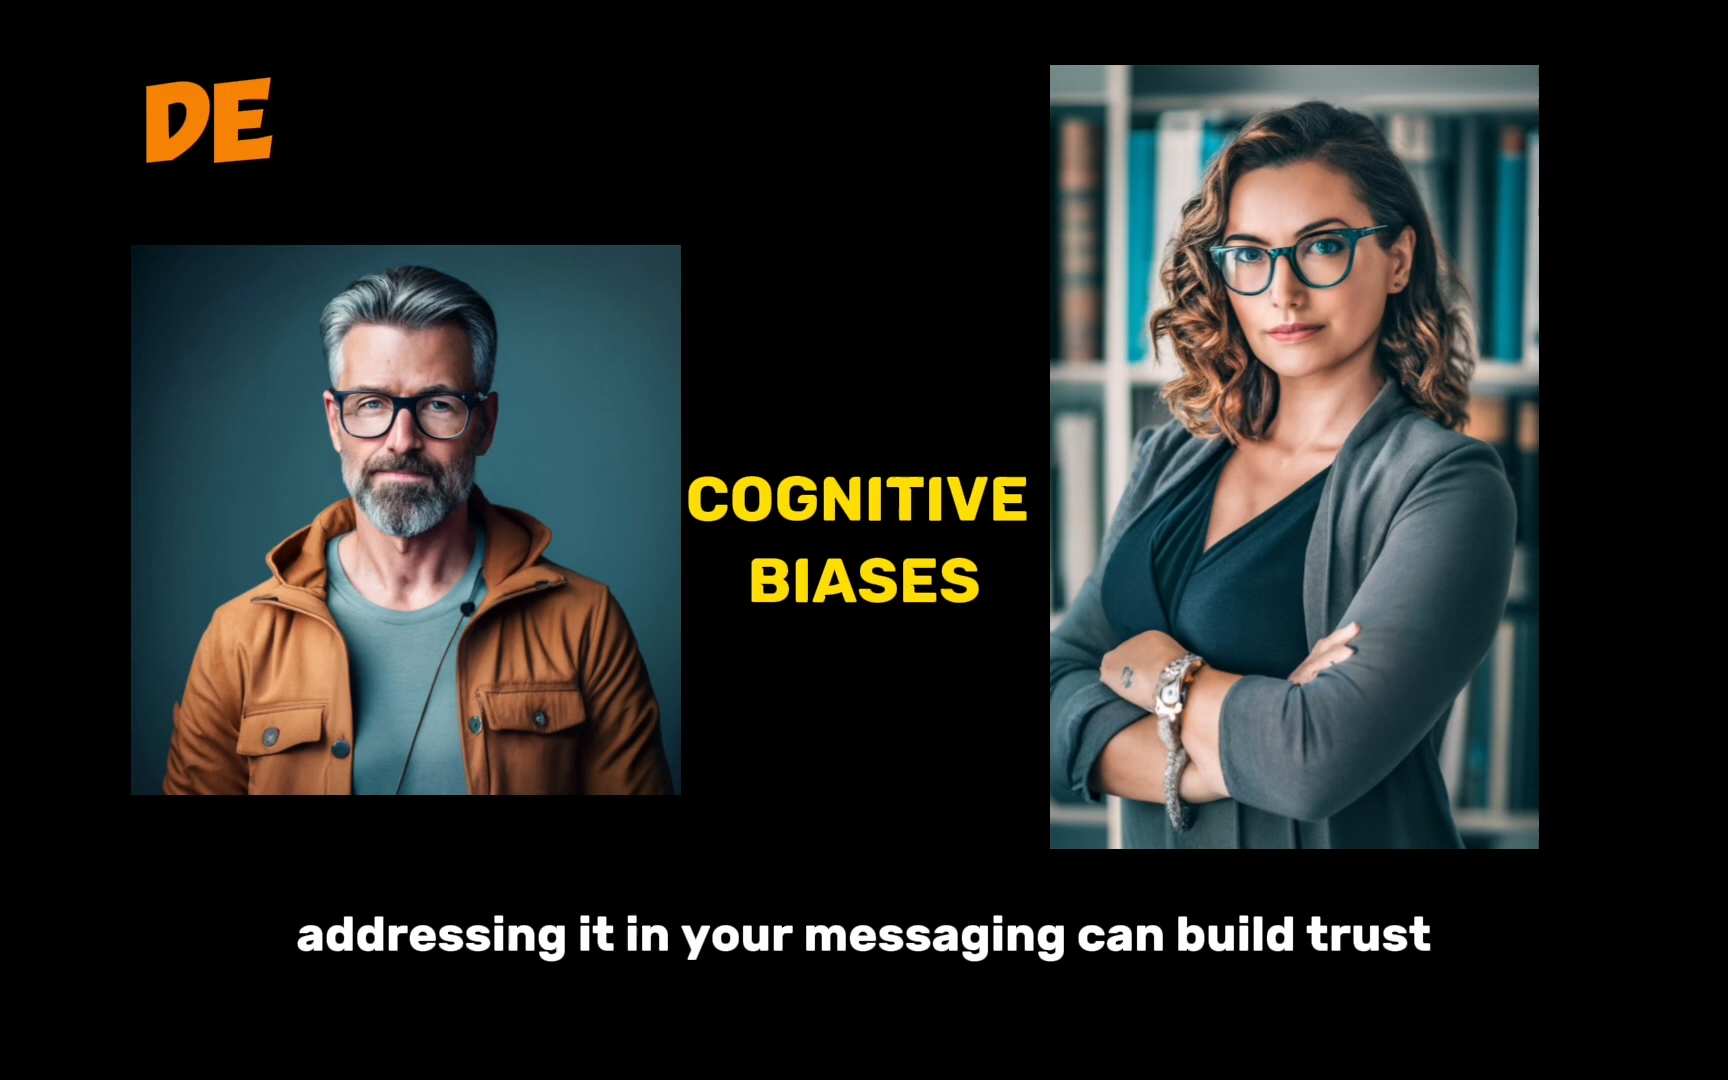 DE
COGNITIVE
BIASES
addressing it in your messaging can build trust